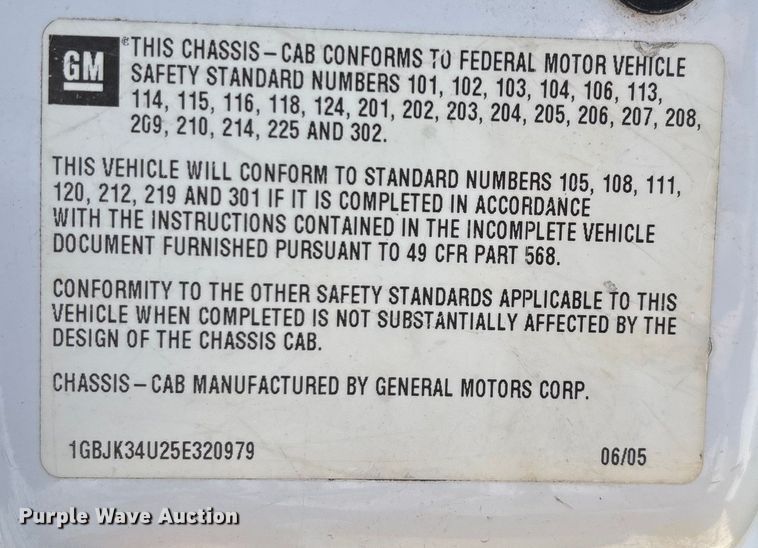 GM
®THIS CHASSIS–CAB CONFORMS TO FEDERAL MOTOR VEHICLE
SAFETY STANDARD NUMBERS 101, 102, 103, 104, 106, 113,
114, 115, 116, 118, 124, 201, 202, 203, 204, 205, 206, 207, 208,
209, 210, 214, 225 AND 302.
THIS VEHICLE WILL CONFORM TO STANDARD NUMBERS 105, 108, 111,
120, 212, 219 AND 301 IF IT IS COMPLETED IN ACCORDANCE
WITH THE INSTRUCTIONS CONTAINED IN THE INCOMPLETE VEHICLE
DOCUMENT FURNISHED PURSUANT TO 49 CFR PART 568.
CONFORMITY TO THE OTHER SAFETY STANDARDS APPLICABLE TO THIS
VEHICLE WHEN COMPLETED IS NOT SUBSTANTIALLY AFFECTED BY THE
DESIGN OF THE CHASSIS CAB.
CHASSIS–CAB MANUFACTURED BY GENERAL MOTORS CORP.
1GBJK34U25E320979 06/05
Purple Wave Auction